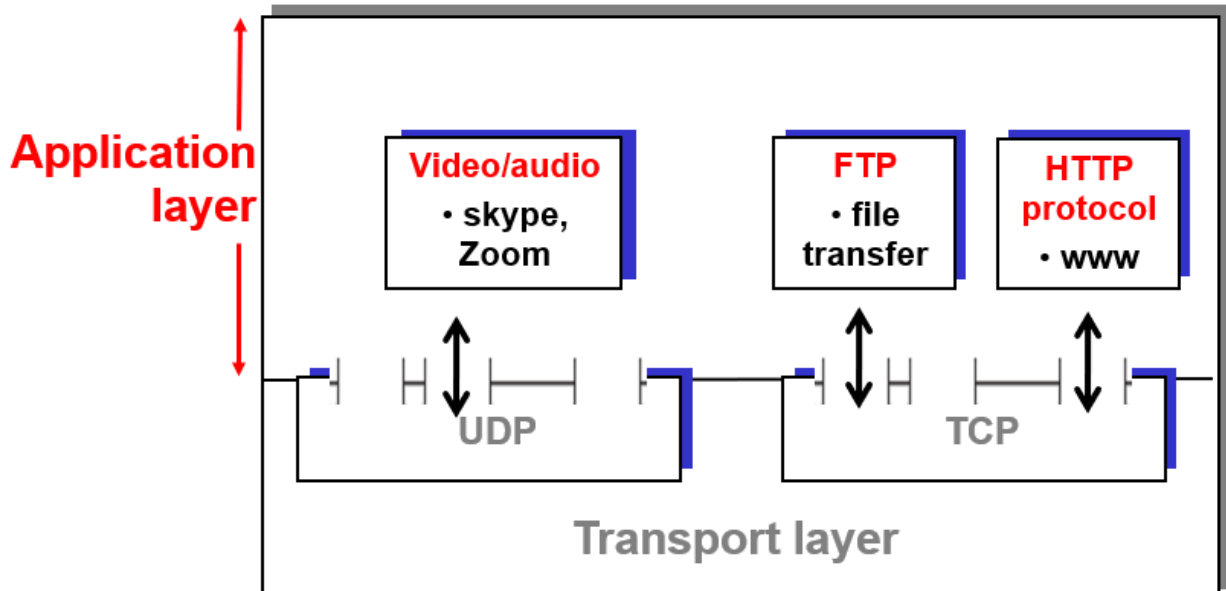 Application
layer
Video/audio
• skype,
Zoom
FTP
• file
transfer
HTTP
protocol
• www
UDP
TCP
Transport layer